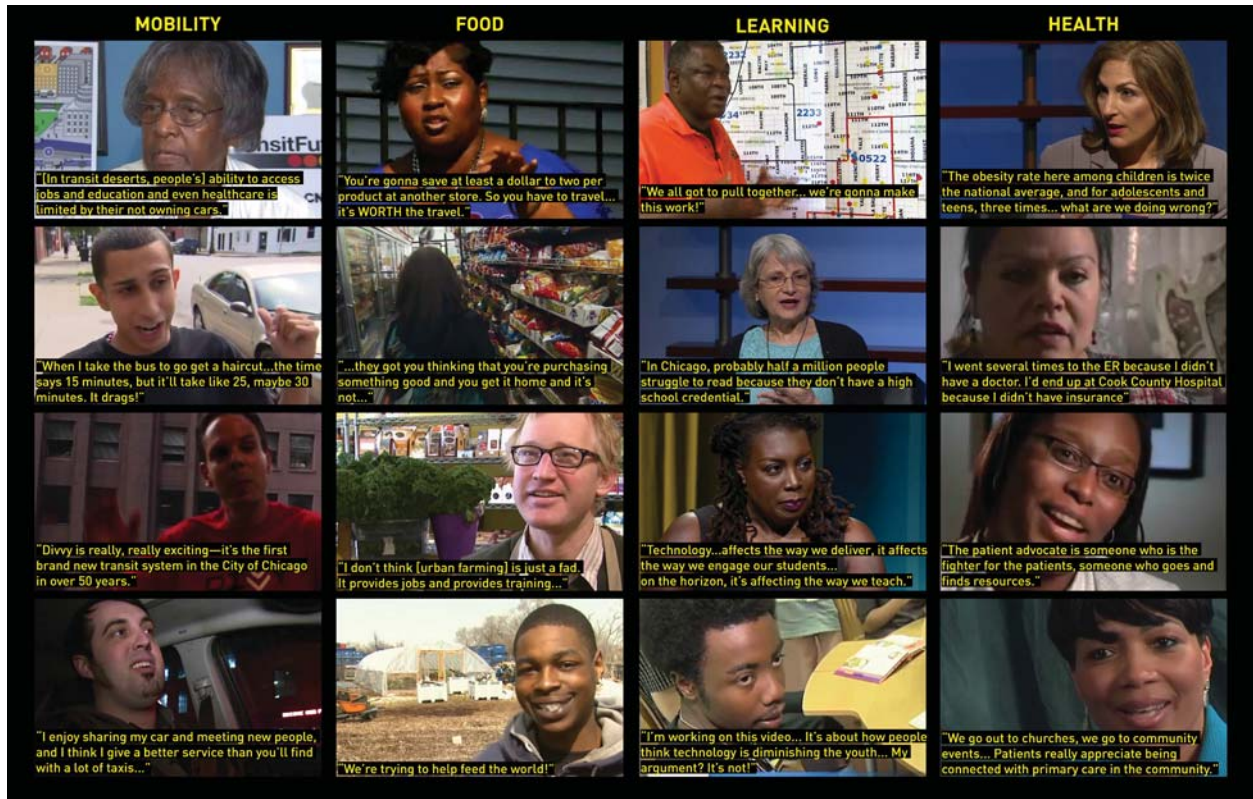 MOBILITY
FOOD
LEARNING
HEALTH
nsitFu
CN
"[In transit deserts, people's] ability to access
jobs and education and even healthcare is
limited by their not owning cars."
"You're gonna save at least a dollar to two per
product at another store. So you have to travel...
it's WORTH the travel."
2233
112TH
S0522
"We all got to pull together... we're gonna make
this work!"
"The obesity rate here among children is twice
the national average, and for adolescents and
teens, three times... what are we doing wrong?"
"When I take the bus to go get a haircut...the time
says 15 minutes, but it'll take like 25, maybe 30
minutes. It drags!"
"...they got you thinking that you're purchasing
something good and you get it home and it's
not..."
"In Chicago, probably half a million people
struggle to read because they don't have a high
school credential."
"I went several times to the ER because I didn't
have a doctor. I'd end up at Cook County Hospital
because I didn't have insurance"
"Divvy is really, really exciting—it's the first
brand new transit system in the City of Chicago
in over 50 years."
"I don't think [urban farming] is just a fad.
It provides jobs and provides training..."
"Technology...affects the way we deliver, it affects
the way we engage our students...
on the horizon, it's affecting the way we teach."
"The patient advocate is someone who is the
fighter for the patients, someone who goes and
finds resources."
"I enjoy sharing my car and meeting new people,
and I think I give a better service than you'll find
with a lot of taxis..."
"We're trying to help feed the world!"
"I'm working on this video... It's about how people
think technology is diminishing the youth... My
argument? It's not!"
"We go out to churches, we go to community
events... Patients really appreciate being
connected with primary care in the community."